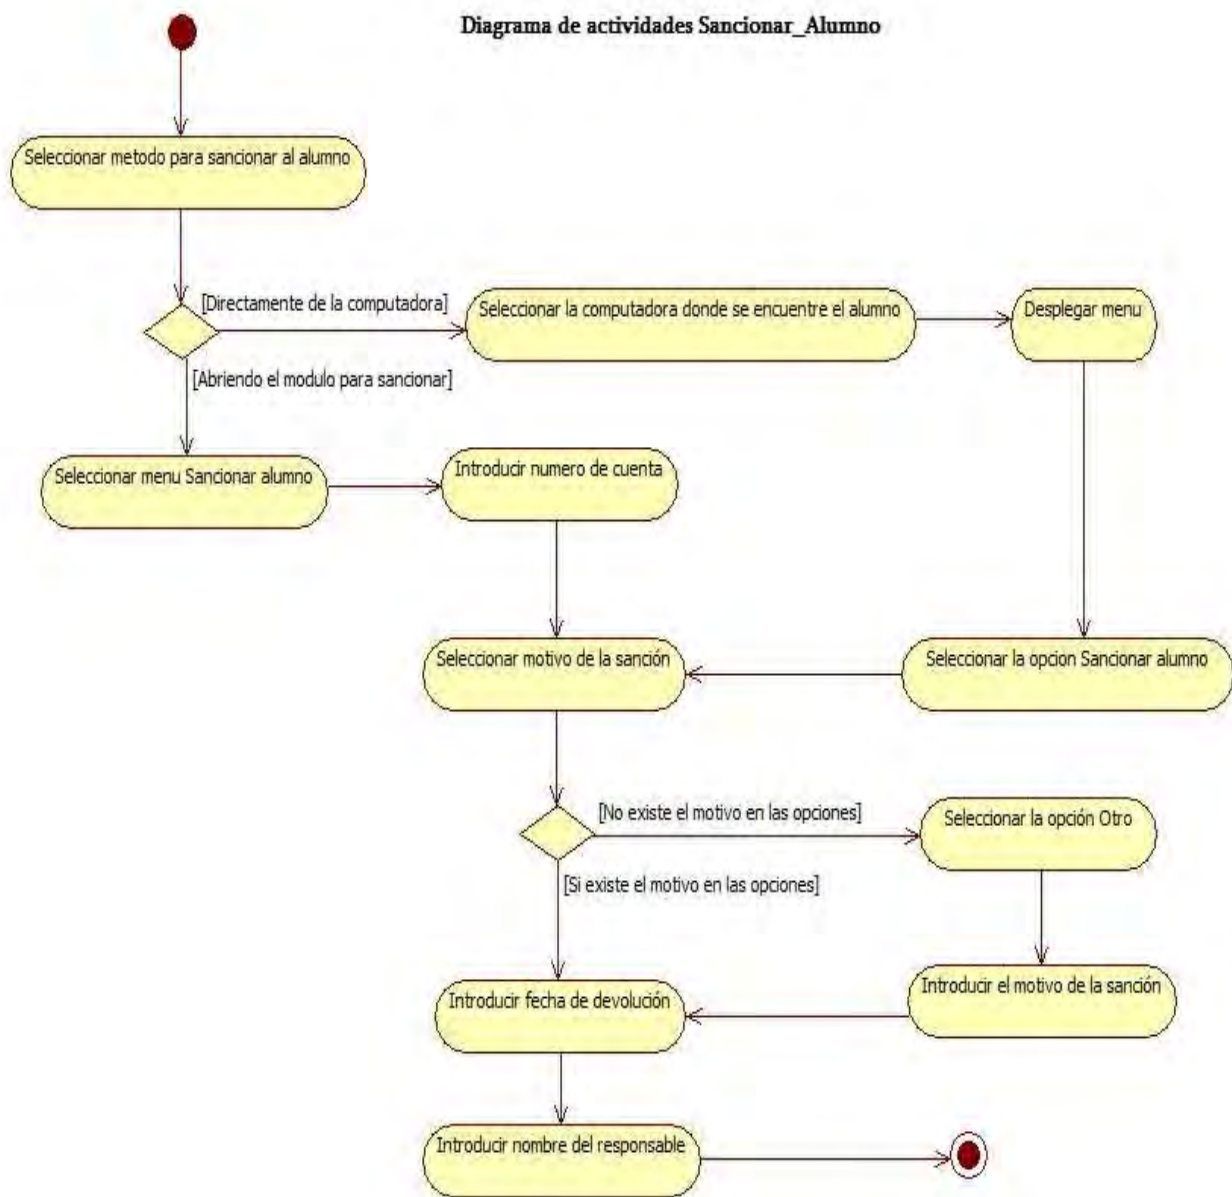 Diagrama de actividades Sancionar_Alumno
Seleccionar metodo para sancionar al alumno
[Directamente de la computadora]
Seleccionar la computadora donde se encuentre el alumno
Desplegar menu
[Abriendo el modulo para sancionar]
Seleccionar menu Sancionar alumno
Introducir numero de cuenta
Seleccionar motivo de la sanción
Seleccionar la opcion Sancionar alumno
[No existe el motivo en las opciones]
Seleccionar la opción Otro
[Si existe el motivo en las opciones]
Introducir fecha de devolución
Introducir el motivo de la sanción
Introducir nombre del responsable